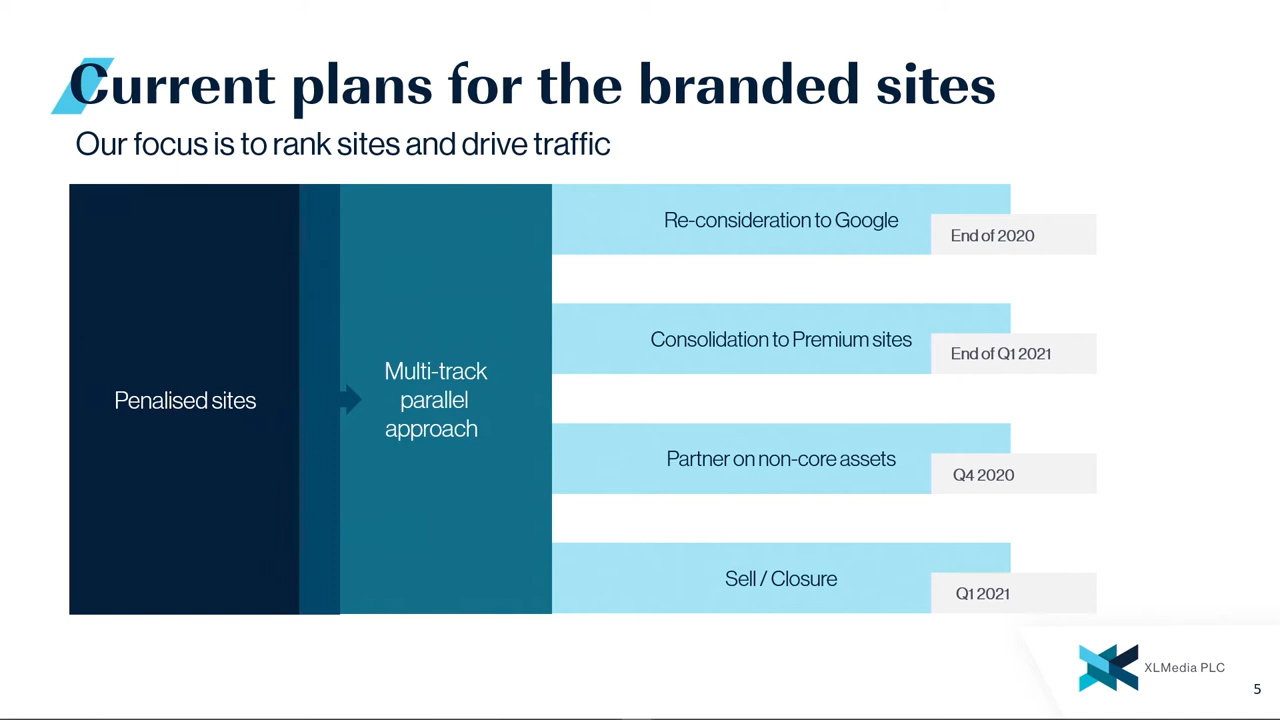 Current plans for the branded sites
Our focus is to rank sites and drive traffic
Penalised sites
Multi-track
parallel
approach
Re-consideration to Google
End of 2020
Consolidation to Premium sites
End of Q1 2021
Partner on non-core assets
Q4 2020
Sell / Closure
Q1 2021
XLMedia PLC
5